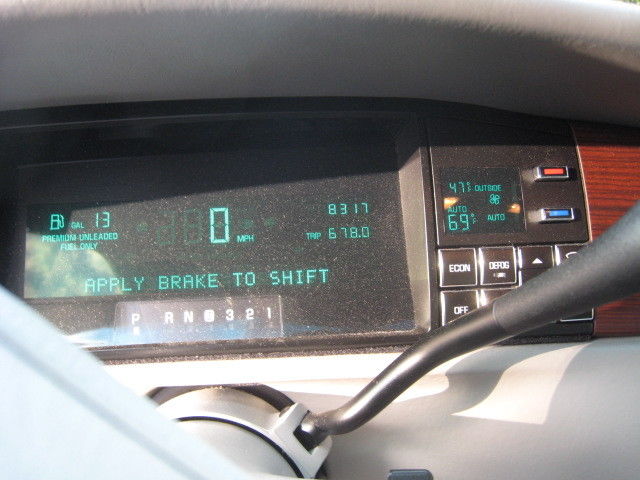 GAL 13
PREMIUM UNLEADED
FUEL ONLY
0 MPH
8317
TRIP 678.0
APPLY BRAKE TO SHIFT
P R N D 3 2 1
47°F OUTSIDE
AUTO
69° AUTO
ECON
DEFOG
OFF